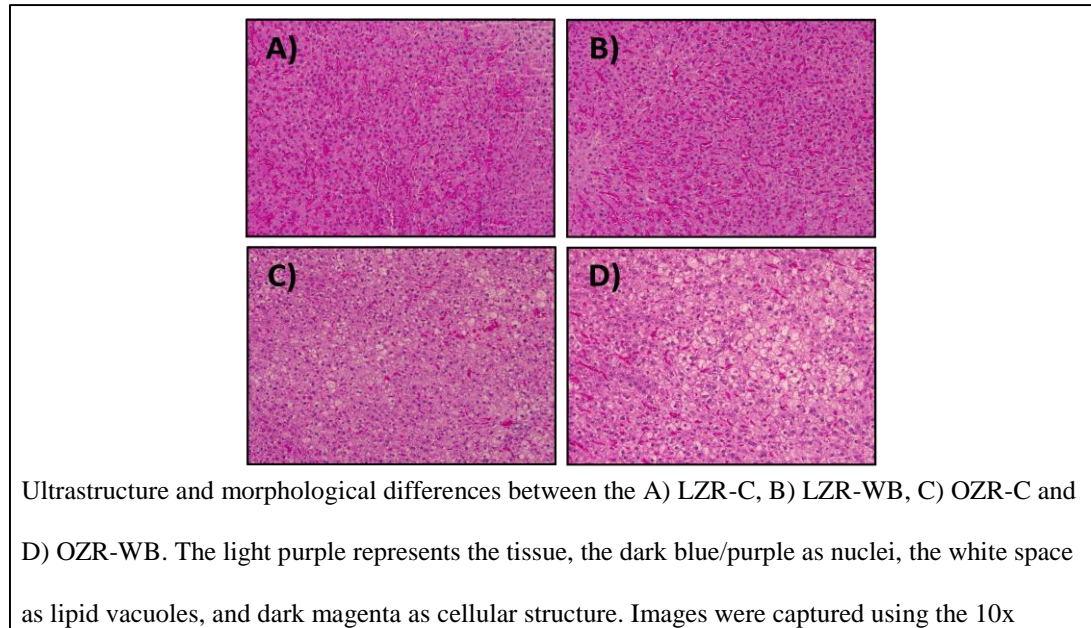 A)
B)
C)
D)
Ultrastructure and morphological differences between the A) LZR-C, B) LZR-WB, C) OZR-C and
D) OZR-WB. The light purple represents the tissue, the dark blue/purple as nuclei, the white space
as lipid vacuoles, and dark magenta as cellular structure. Images were captured using the 10x